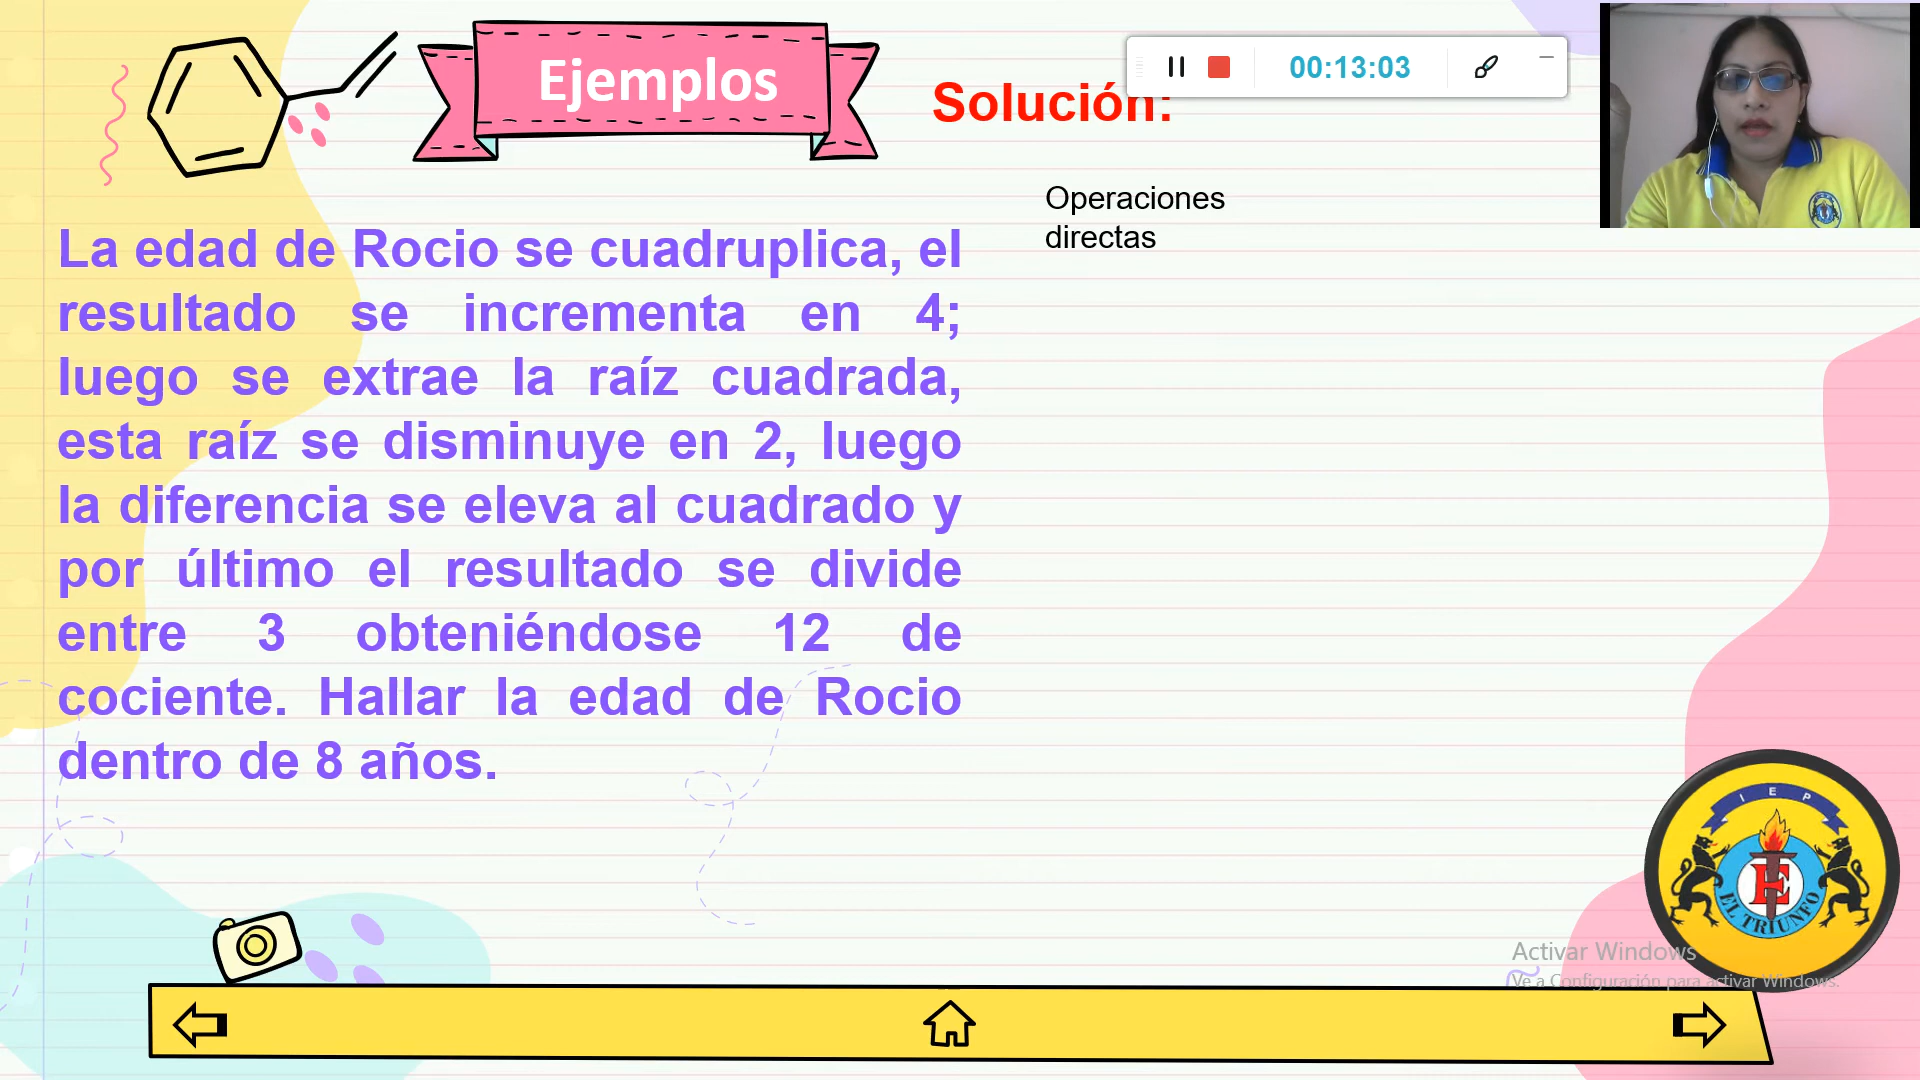 Ejemplos
00:13:03
Solución:
Operaciones
directas
La edad de Rocio se cuadruplica, el
resultado se incrementa en 4;
luego se extrae la raíz cuadrada,
esta raíz se disminuye en 2, luego
la diferencia se eleva al cuadrado y
por último el resultado se divide
entre 3 obteniéndose 12 de
cociente. Hallar la edad de Rocio
dentro de 8 años.
I E P
E
EL TRIUNFO
Activar Windows
Ve a Configuración para activar Windows.